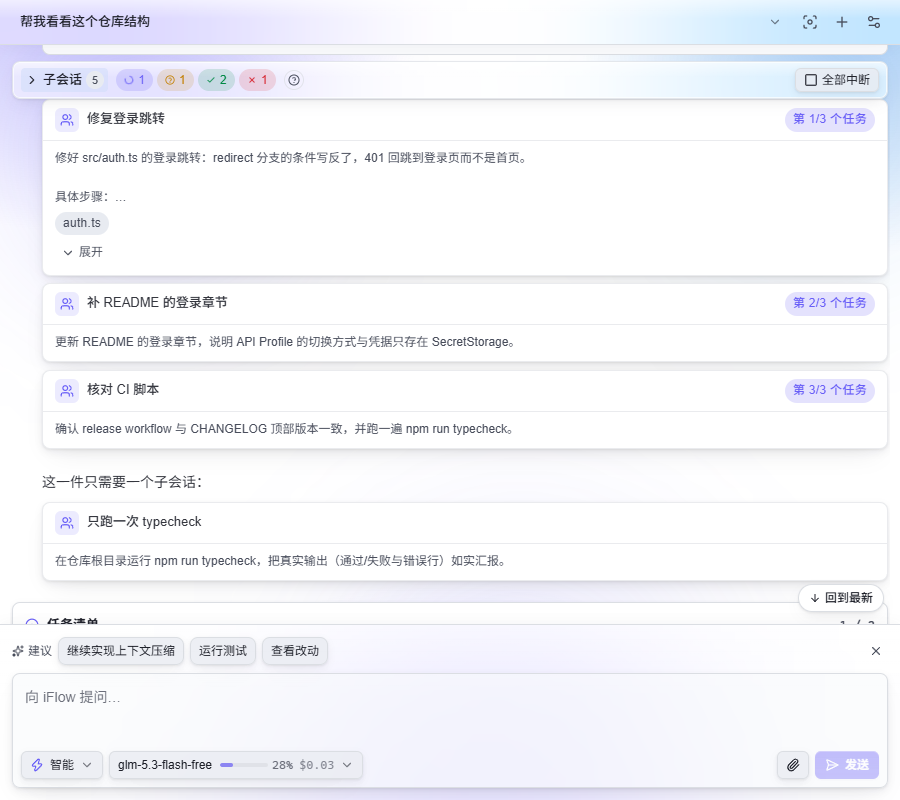 帮我看看这个仓库结构
子会话 5 1 1 2 1 全部中断
修复登录跳转 第 1/3 个任务
修好 src/auth.ts 的登录跳转：redirect 分支的条件写反了，401 回跳到登录页而不是首页。
具体步骤：…
auth.ts
展开
补 README 的登录章节 第 2/3 个任务
更新 README 的登录章节，说明 API Profile 的切换方式与凭据只存在 SecretStorage。
核对 CI 脚本 第 3/3 个任务
确认 release workflow 与 CHANGELOG 顶部版本一致，并跑一遍 npm run typecheck。
这一件只需要一个子会话：
只跑一次 typecheck
在仓库根目录运行 npm run typecheck，把真实输出（通过/失败与错误行）如实汇报。
回到最新
任务清单
建议 继续实现上下文压缩 运行测试 查看改动
向 iFlow 提问…
智能 glm-5.3-flash-free 28% $0.03 发送